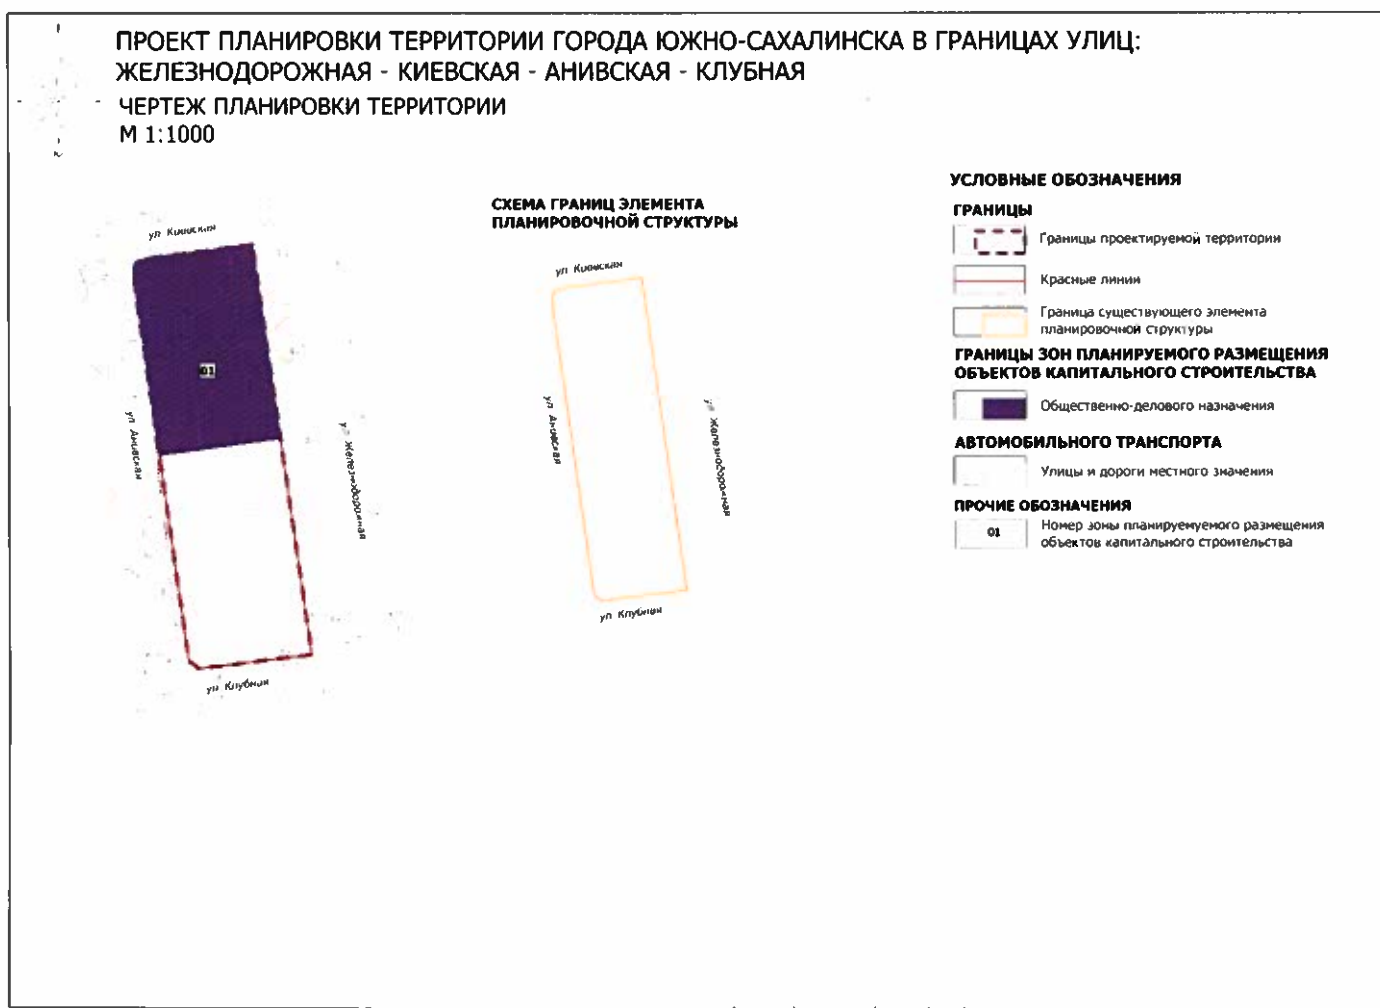 ПРОЕКТ ПЛАНИРОВКИ ТЕРРИТОРИИ ГОРОДА ЮЖНО-САХАЛИНСКА В ГРАНИЦАХ УЛИЦ:
ЖЕЛЕЗНОДОРОЖНАЯ - КИЕВСКАЯ - АНИВСКАЯ - КЛУБНАЯ
ЧЕРТЕЖ ПЛАНИРОВКИ ТЕРРИТОРИИ
М 1:1000
ул Киевская
01
ул Анивская
ул Железнодорожная
ул Клубная
СХЕМА ГРАНИЦ ЭЛЕМЕНТА
ПЛАНИРОВОЧНОЙ СТРУКТУРЫ
ул Киевская
ул Анивская
ул Железнодорожная
ул Клубная
УСЛОВНЫЕ ОБОЗНАЧЕНИЯ
ГРАНИЦЫ
Границы проектируемой территории
Красные линии
Граница существующего элемента
планировочной структуры
ГРАНИЦЫ ЗОН ПЛАНИРУЕМОГО РАЗМЕЩЕНИЯ
ОБЪЕКТОВ КАПИТАЛЬНОГО СТРОИТЕЛЬСТВА
Общественно-делового назначения
АВТОМОБИЛЬНОГО ТРАНСПОРТА
Улицы и дороги местного значения
ПРОЧИЕ ОБОЗНАЧЕНИЯ
01
Номер зоны планируемуемого размещения
объектов капитального строительства